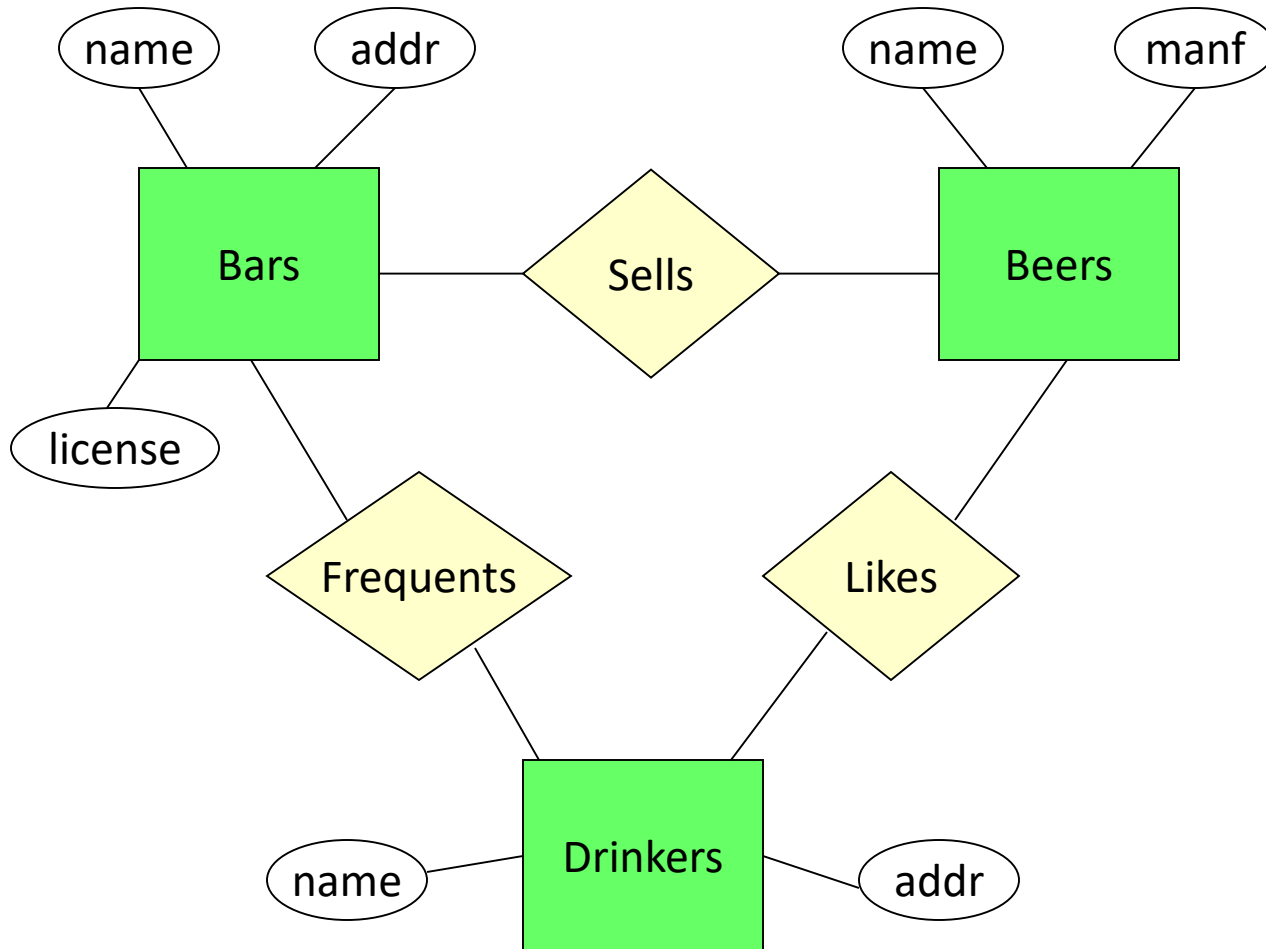 name
addr
name
manf
Bars
Sells
Beers
license
Frequents
Likes
Drinkers
name
addr